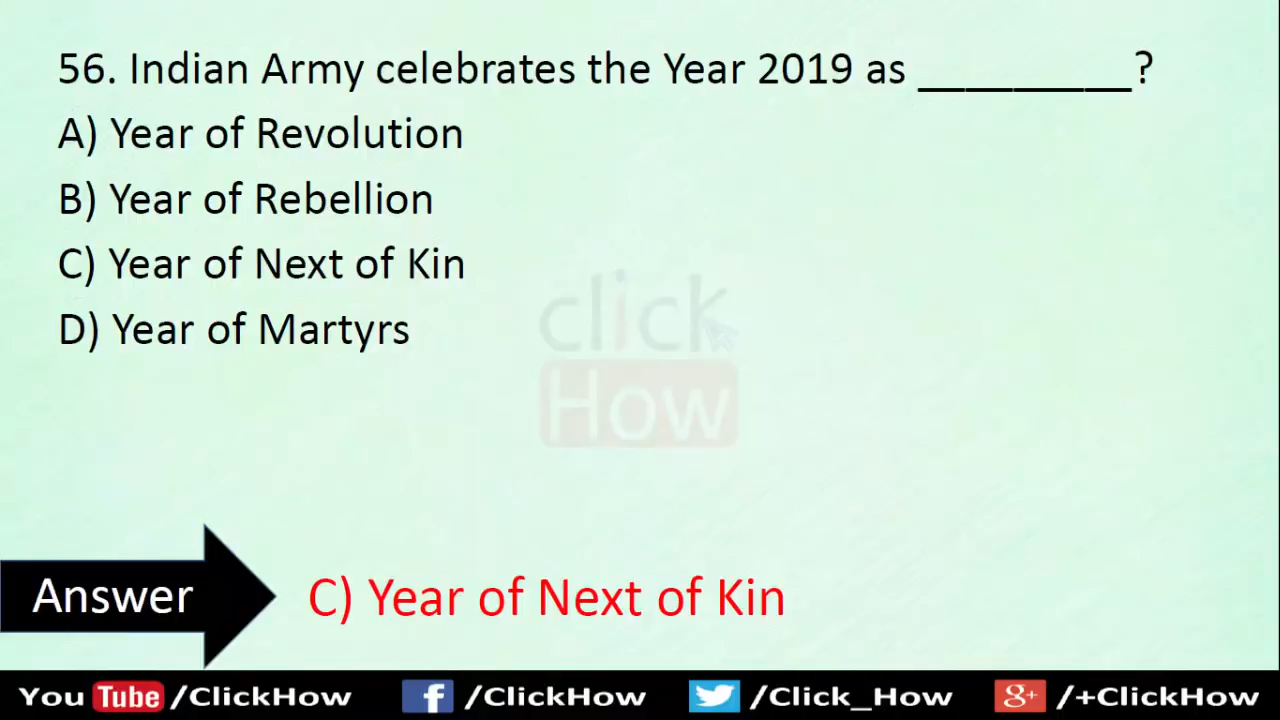 56. Indian Army celebrates the Year 2019 as _________?
A) Year of Revolution
B) Year of Rebellion
C) Year of Next of Kin
D) Year of Martyrs
click
How
Answer
C) Year of Next of Kin
You Tube /ClickHow f /ClickHow /Click_How g+ /+ClickHow